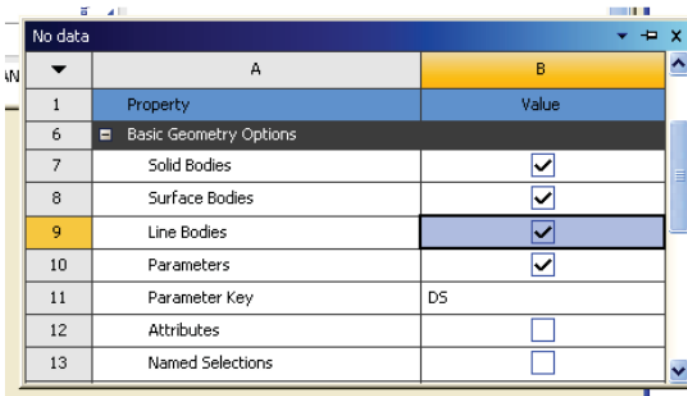 No data
AN
A B
1 Property Value
6 Basic Geometry Options
7 Solid Bodies
8 Surface Bodies
9 Line Bodies
10 Parameters
11 Parameter Key DS
12 Attributes
13 Named Selections